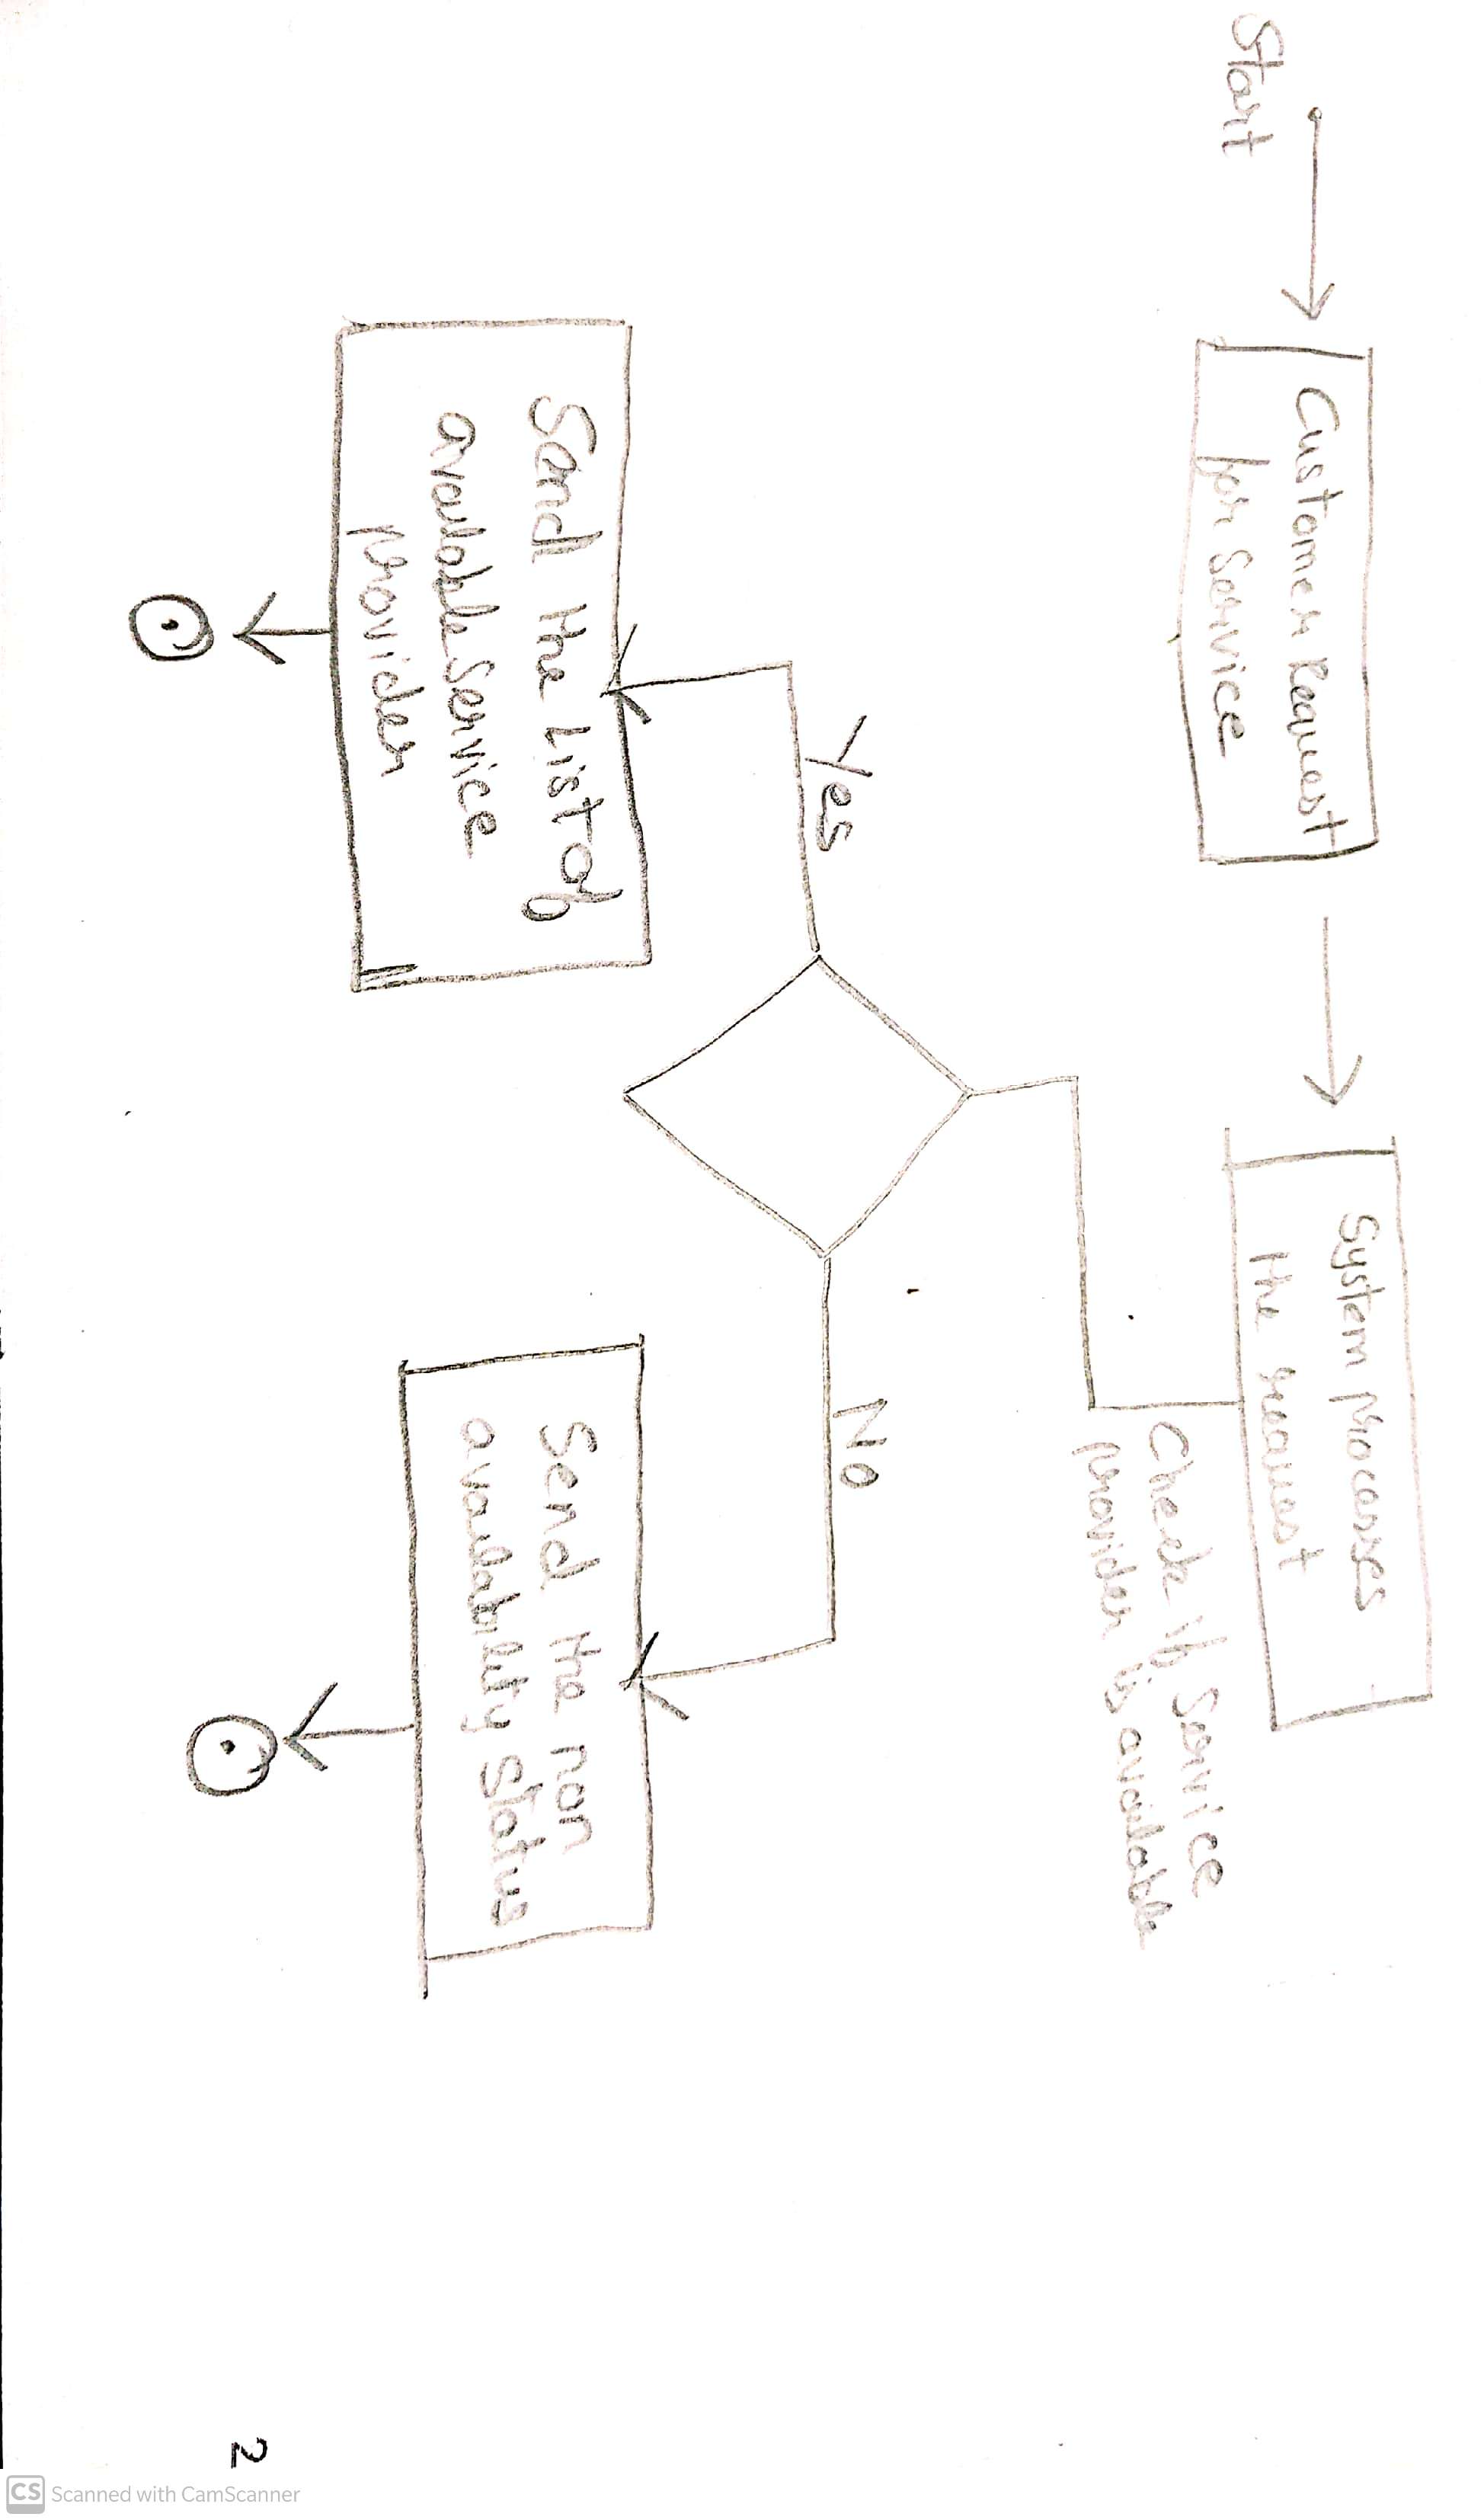 Start
Customer Request
for Service
System processes
the request
Check if Service
provider is available
Yes
No
Send the List of
available Service
provider
Send the non
availability Status
2
CS Scanned with CamScanner